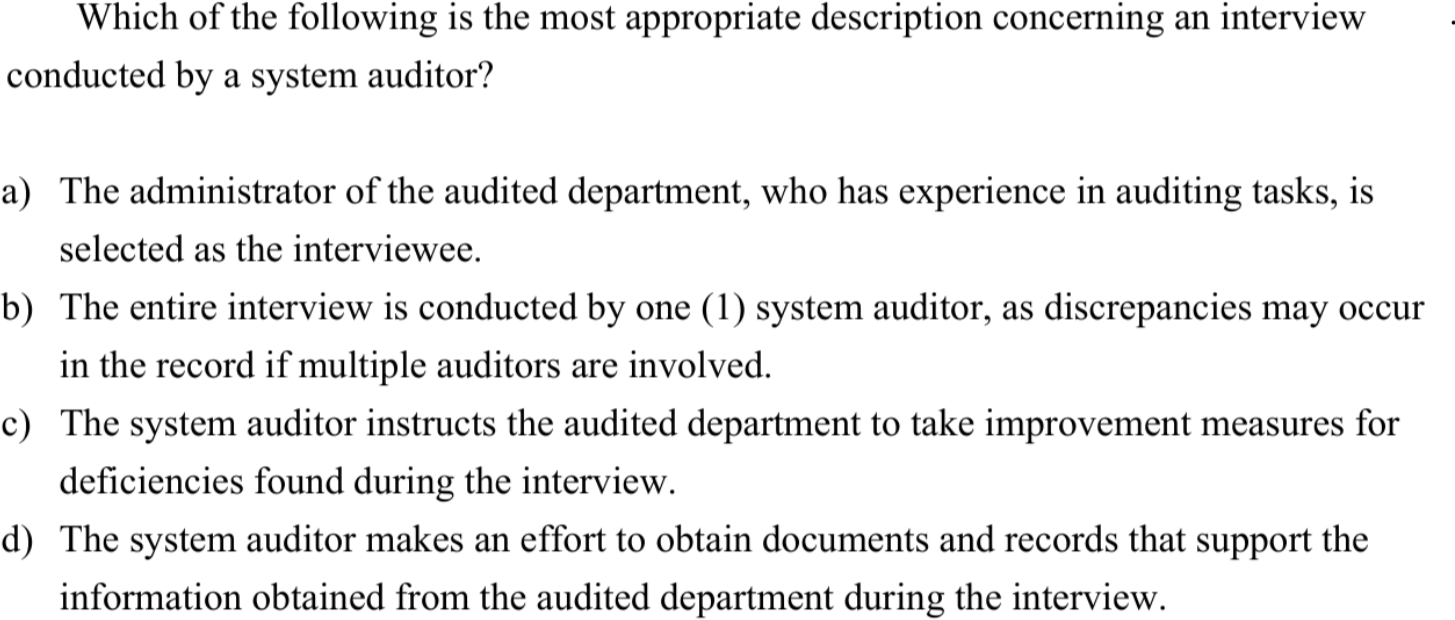 Which of the following is the most appropriate description concerning an interview
conducted by a system auditor?
a) The administrator of the audited department, who has experience in auditing tasks, is
selected as the interviewee.
b) The entire interview is conducted by one (1) system auditor, as discrepancies may occur
in the record if multiple auditors are involved.
c) The system auditor instructs the audited department to take improvement measures for
deficiencies found during the interview.
d) The system auditor makes an effort to obtain documents and records that support the
information obtained from the audited department during the interview.